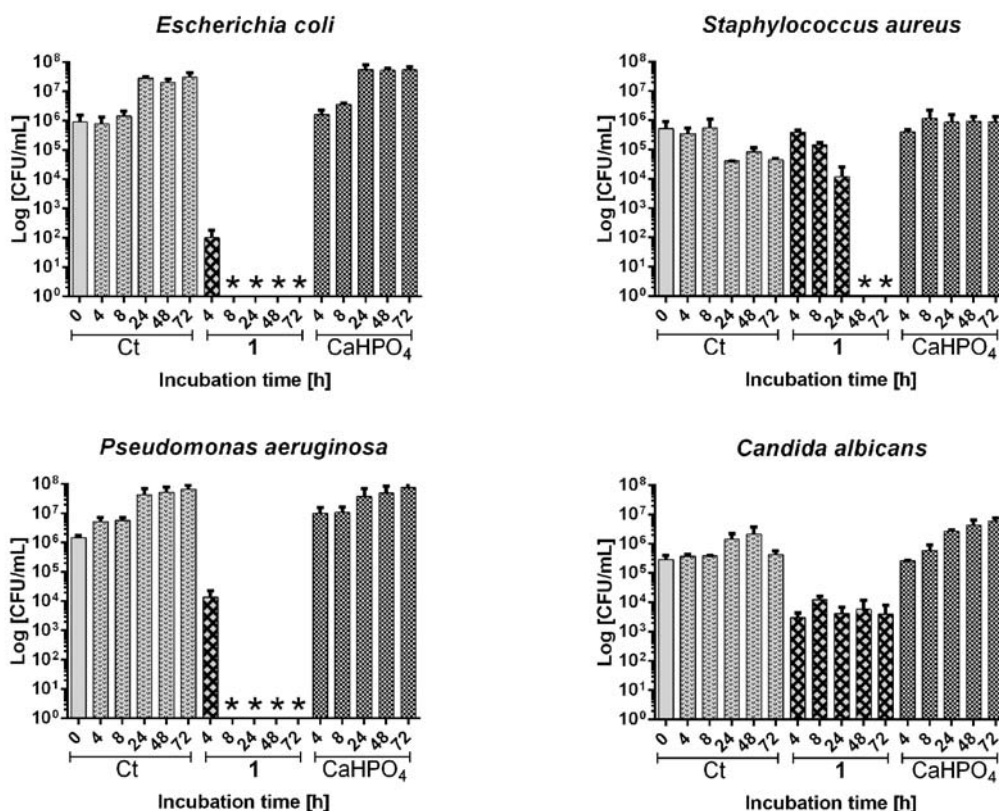 Escherichia coli
Log [CFU/mL]
10⁸
10⁷
10⁶
10⁵
10⁴
10³
10²
10¹
10⁰
* * * *
0 4 8 24 48 72 4 8 24 48 72 4 8 24 48 72
Ct 1 CaHPO₄
Incubation time [h]
Staphylococcus aureus
Log [CFU/mL]
10⁸
10⁷
10⁶
10⁵
10⁴
10³
10²
10¹
10⁰
* *
0 4 8 24 48 72 4 8 24 48 72 4 8 24 48 72
Ct 1 CaHPO₄
Incubation time [h]
Pseudomonas aeruginosa
Log [CFU/mL]
10⁸
10⁷
10⁶
10⁵
10⁴
10³
10²
10¹
10⁰
* * * *
0 4 8 24 48 72 4 8 24 48 72 4 8 24 48 72
Ct 1 CaHPO₄
Incubation time [h]
Candida albicans
Log [CFU/mL]
10⁸
10⁷
10⁶
10⁵
10⁴
10³
10²
10¹
10⁰
0 4 8 24 48 72 4 8 24 48 72 4 8 24 48 72
Ct 1 CaHPO₄
Incubation time [h]